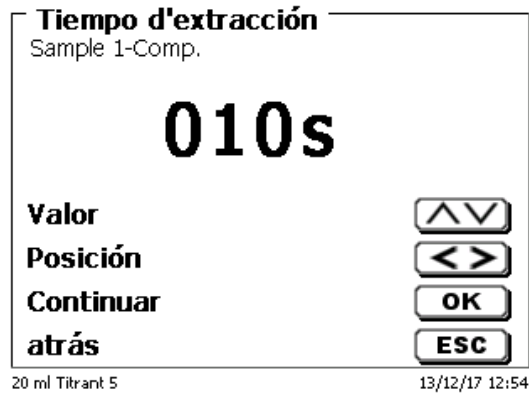 Tiempo d'extracción
Sample 1-Comp.
010s
Valor
Posición
Continuar OK
atrás ESC
20 ml Titrant 5 13/12/17 12:54